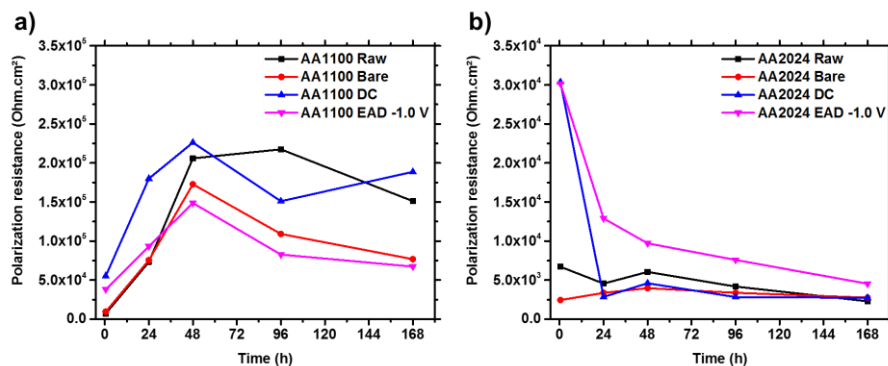 a)
Polarization resistance (Ohm.cm²)
3.5x10⁵
3.0x10⁵
2.5x10⁵
2.0x10⁵
1.5x10⁵
1.0x10⁵
5.0x10⁴
0.0
AA1100 Raw
AA1100 Bare
AA1100 DC
AA1100 EAD -1.0 V
0 24 48 72 96 120 144 168
Time (h)
b)
Polarization resistance (Ohm.cm²)
3.5x10⁴
3.0x10⁴
2.5x10⁴
2.0x10⁴
1.5x10⁴
1.0x10⁴
5.0x10³
0.0
AA2024 Raw
AA2024 Bare
AA2024 DC
AA2024 EAD -1.0 V
0 24 48 72 96 120 144 168
Time (h)